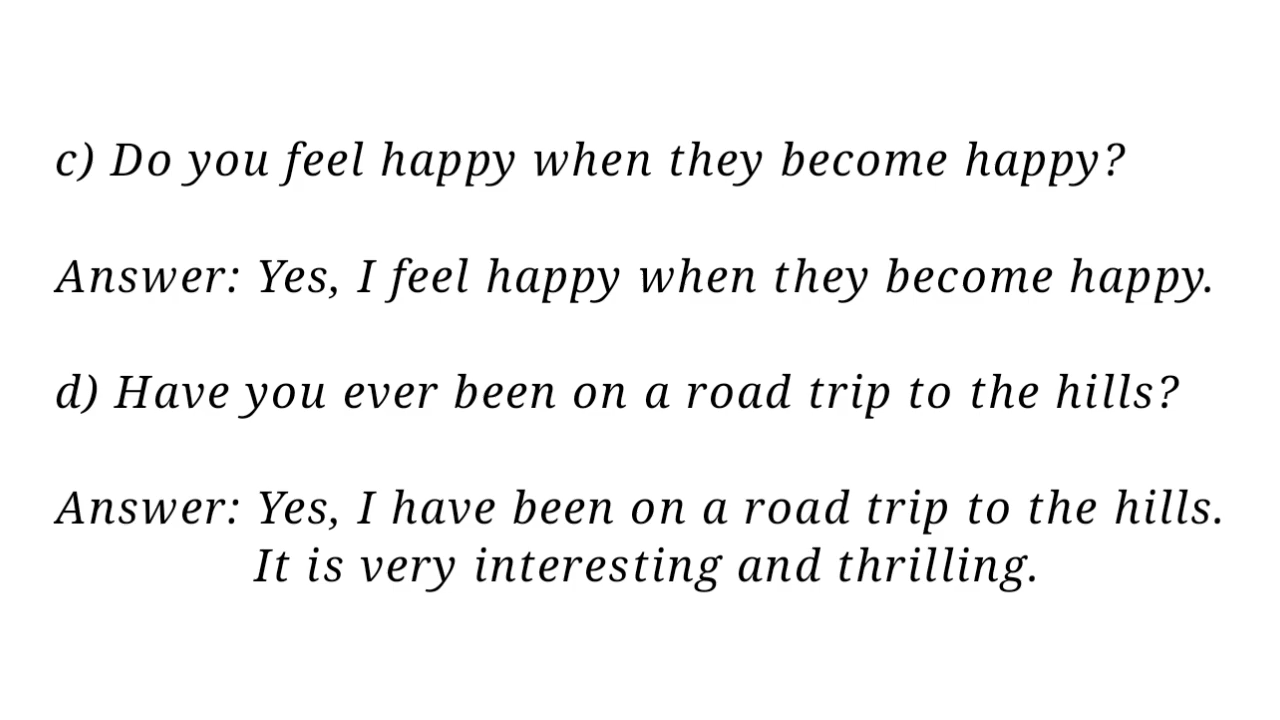 c) Do you feel happy when they become happy?
Answer: Yes, I feel happy when they become happy.
d) Have you ever been on a road trip to the hills?
Answer: Yes, I have been on a road trip to the hills.
It is very interesting and thrilling.